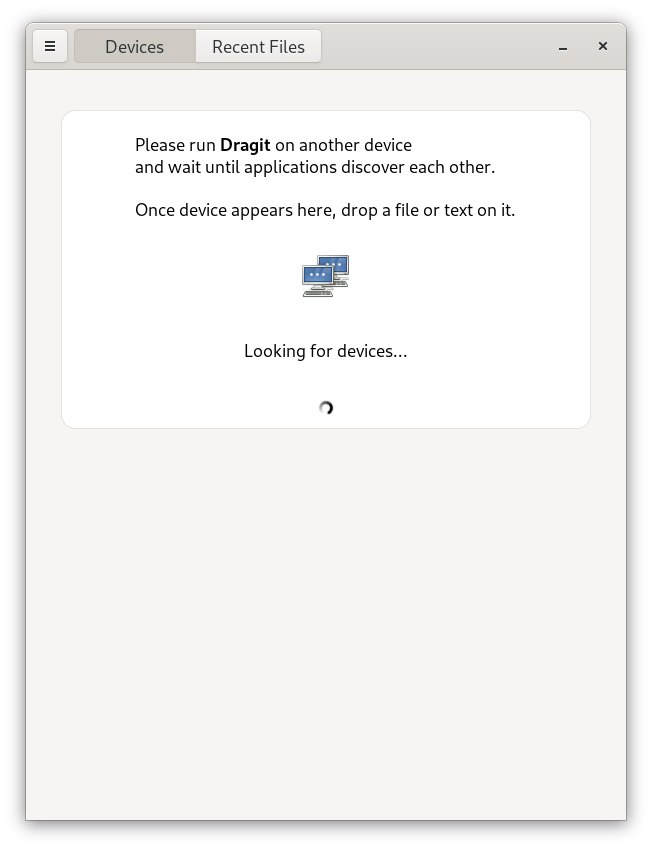 Devices
Recent Files
Please run Dragit on another device
and wait until applications discover each other.
Once device appears here, drop a file or text on it.
Looking for devices...